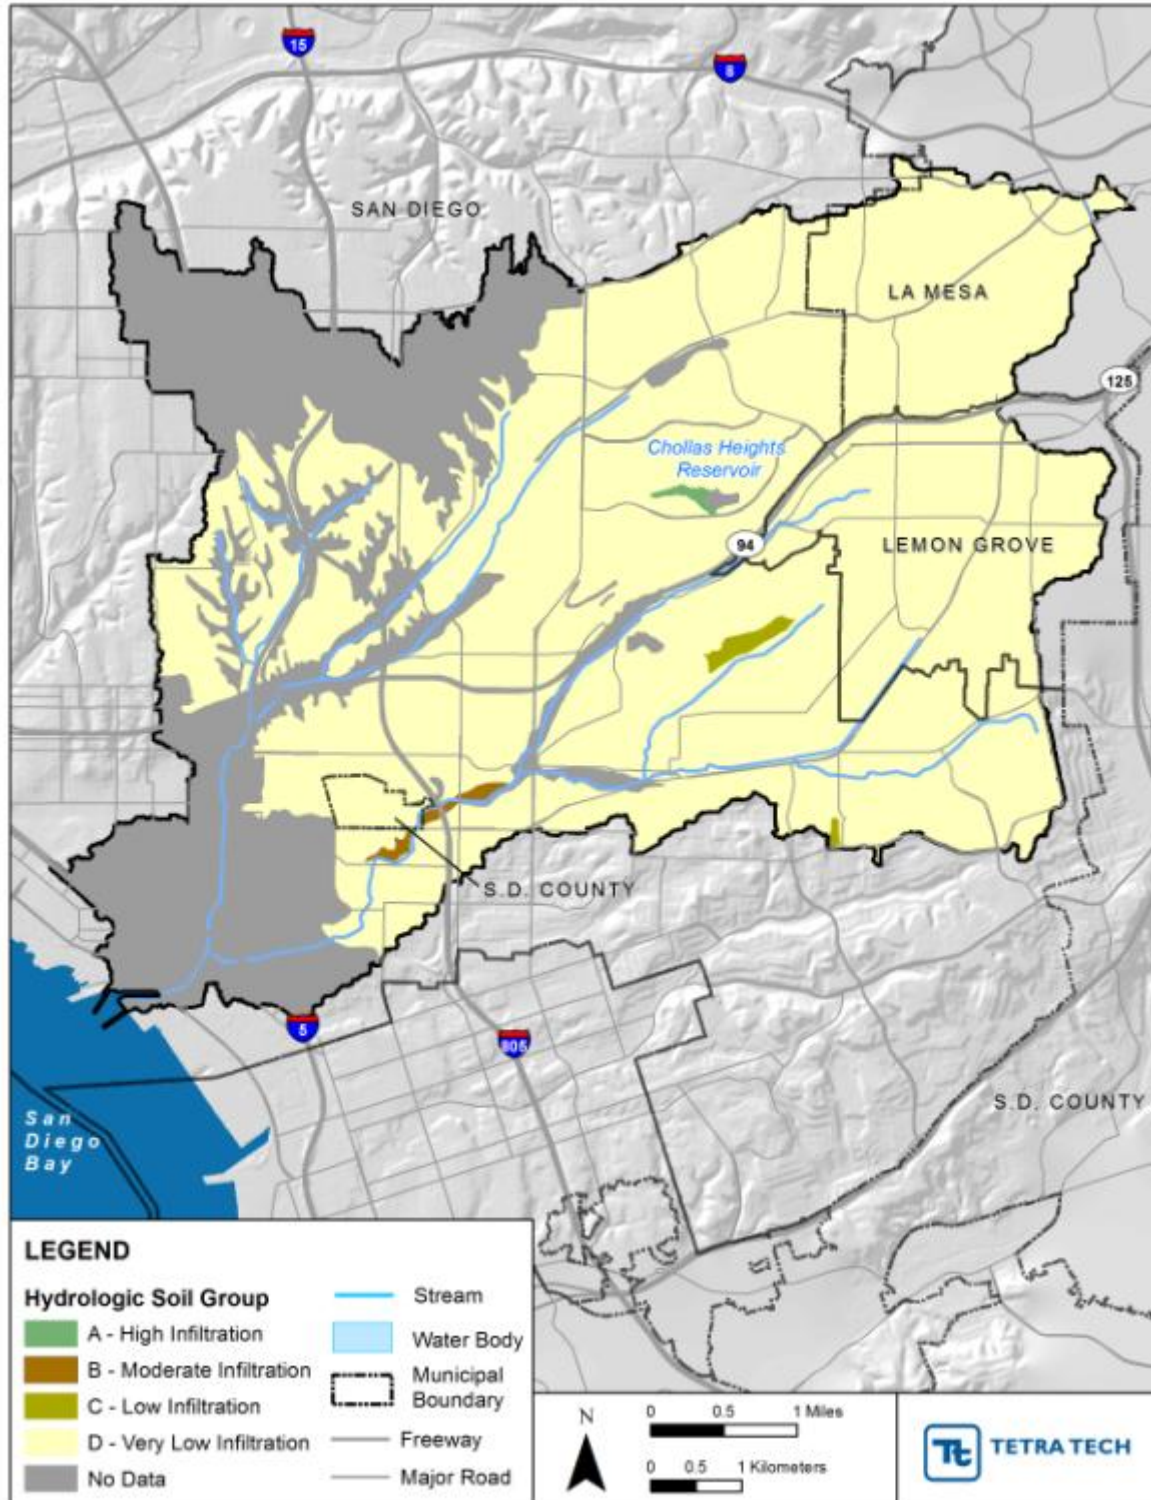 15
8
SAN DIEGO
LA MESA
125
Chollas Heights
Reservoir
94
LEMON GROVE
S.D. COUNTY
5
805
San
Diego
Bay
S.D. COUNTY
LEGEND
Hydrologic Soil Group
A - High Infiltration
B - Moderate Infiltration
C - Low Infiltration
D - Very Low Infiltration
No Data
Stream
Water Body
Municipal
Boundary
Freeway
Major Road
N
0 0.5 1 Miles
0 0.5 1 Kilometers
Tt TETRA TECH